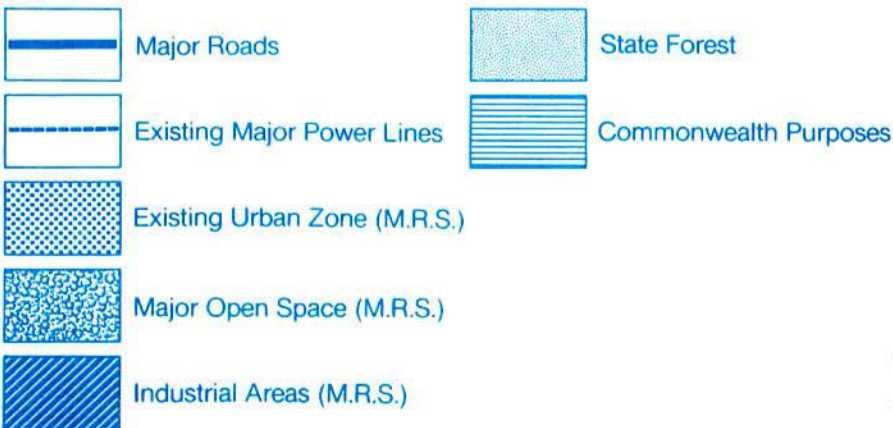 Major Roads
Existing Major Power Lines
Existing Urban Zone (M.R.S.)
Major Open Space (M.R.S.)
Industrial Areas (M.R.S.)
State Forest
Commonwealth Purposes